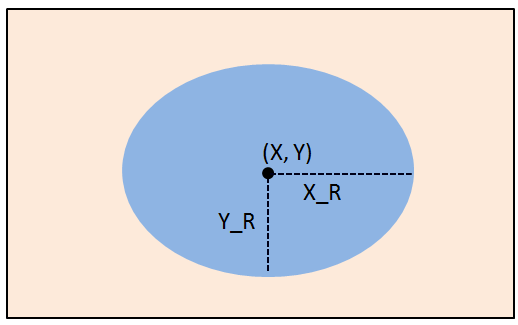 (X, Y)
X_R
Y_R